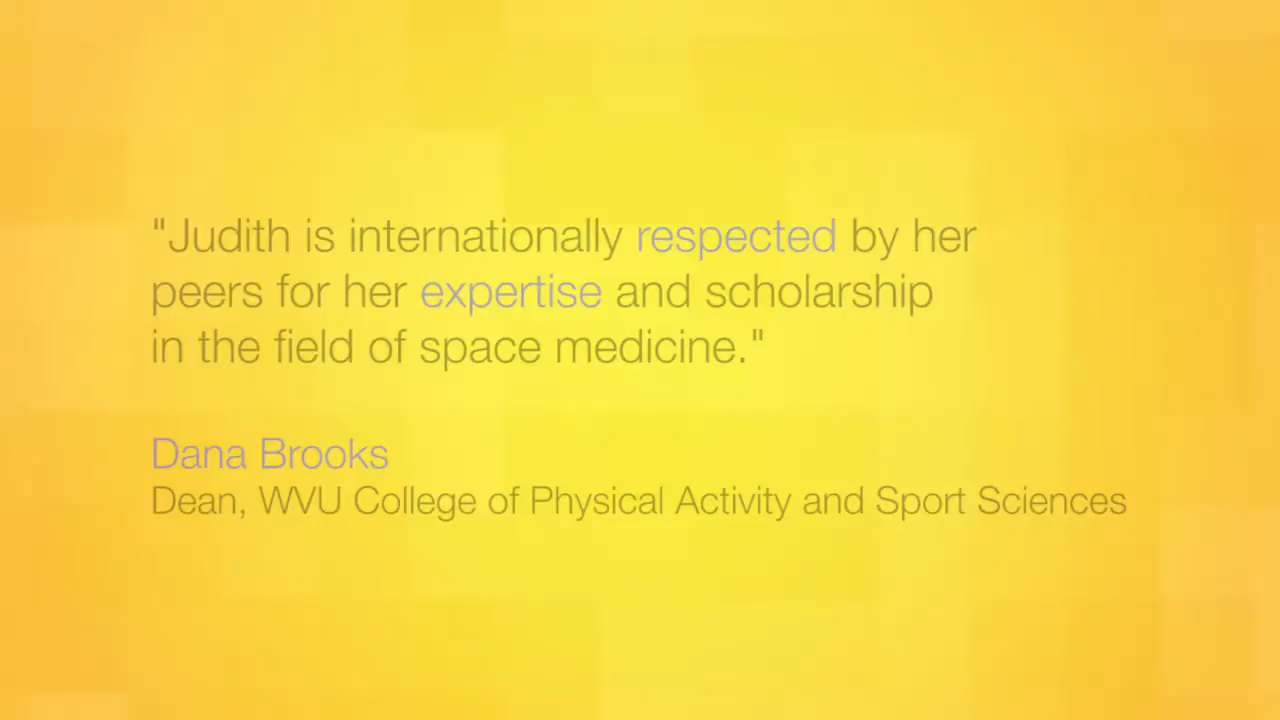 "Judith is internationally respected by her
peers for her expertise and scholarship
in the field of space medicine."
Dana Brooks
Dean, WVU College of Physical Activity and Sport Sciences